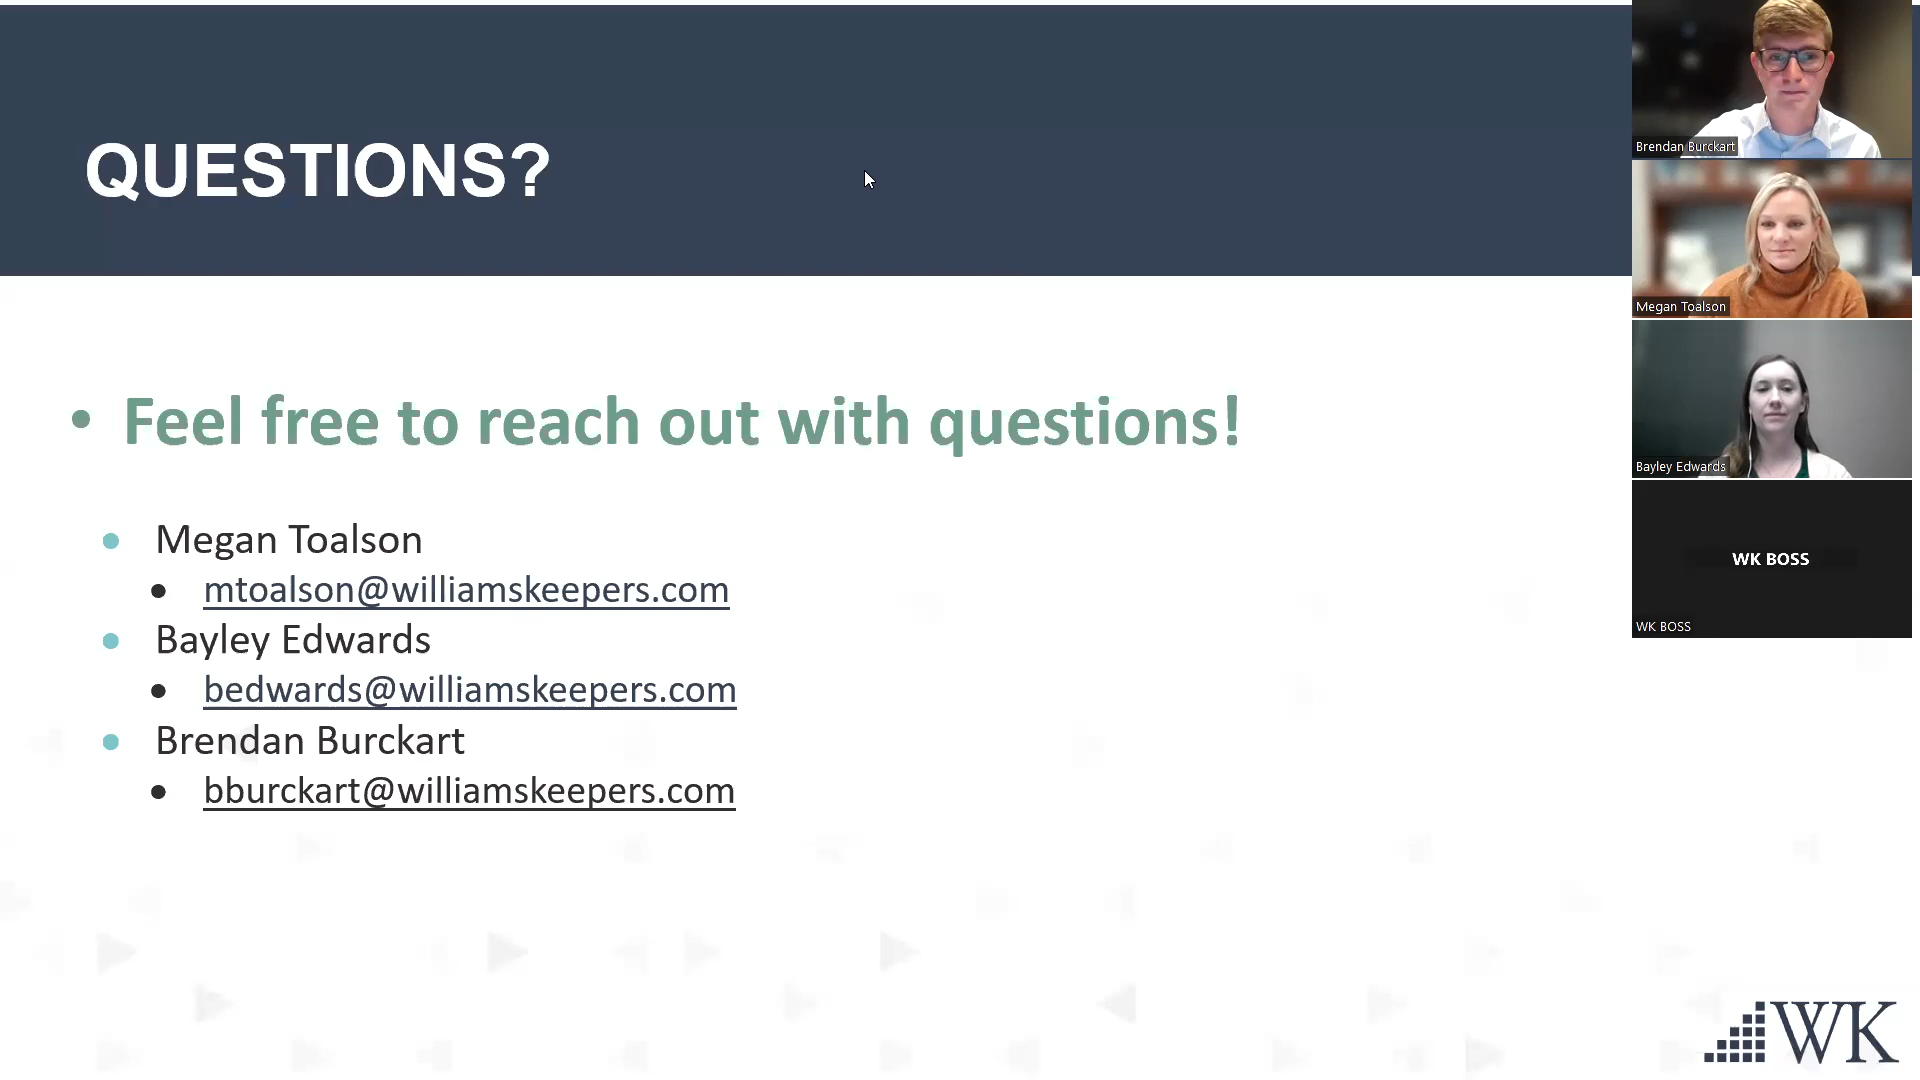 QUESTIONS?
• Feel free to reach out with questions!
• Megan Toalson
• mtoalson@williamskeepers.com
• Bayley Edwards
• bedwards@williamskeepers.com
• Brendan Burckart
• bburckart@williamskeepers.com
Brendan Burckart
Megan Toalson
Bayley Edwards
WK BOSS
WK BOSS
WK